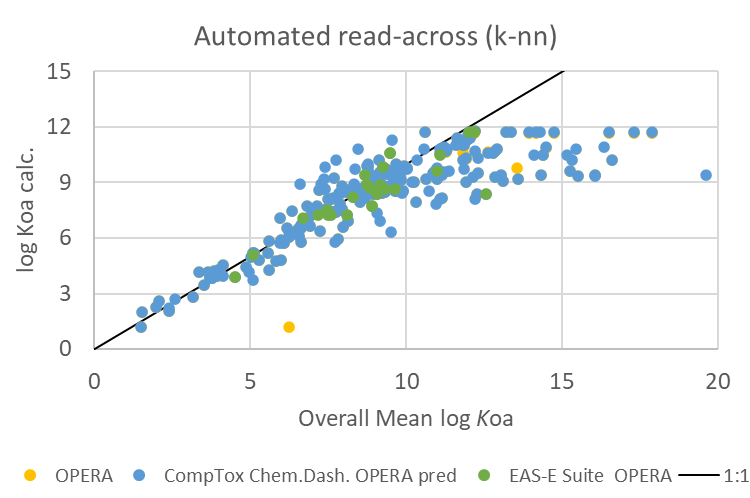 Automated read-across (k-nn)
log Koa calc.
15
12
9
6
3
0
0 5 10 15 20
Overall Mean log Koa
OPERA CompTox Chem.Dash. OPERA pred EAS-E Suite OPERA 1:1